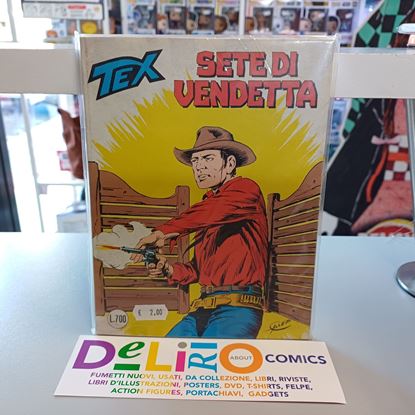 TEX
SETE DI
VENDETTA
L.700
€ 2,00
DeLiRiO
ABOUT
COMICS
FUMETTI NUOVI, USATI, DA COLLEZIONE, LIBRI, RIVISTE,
LIBRI D'ILLUSTRAZIONI, POSTERS, DVD, T-SHIRTS, FELPE,
ACTION FIGURES, PORTACHIAVI, GADGETS